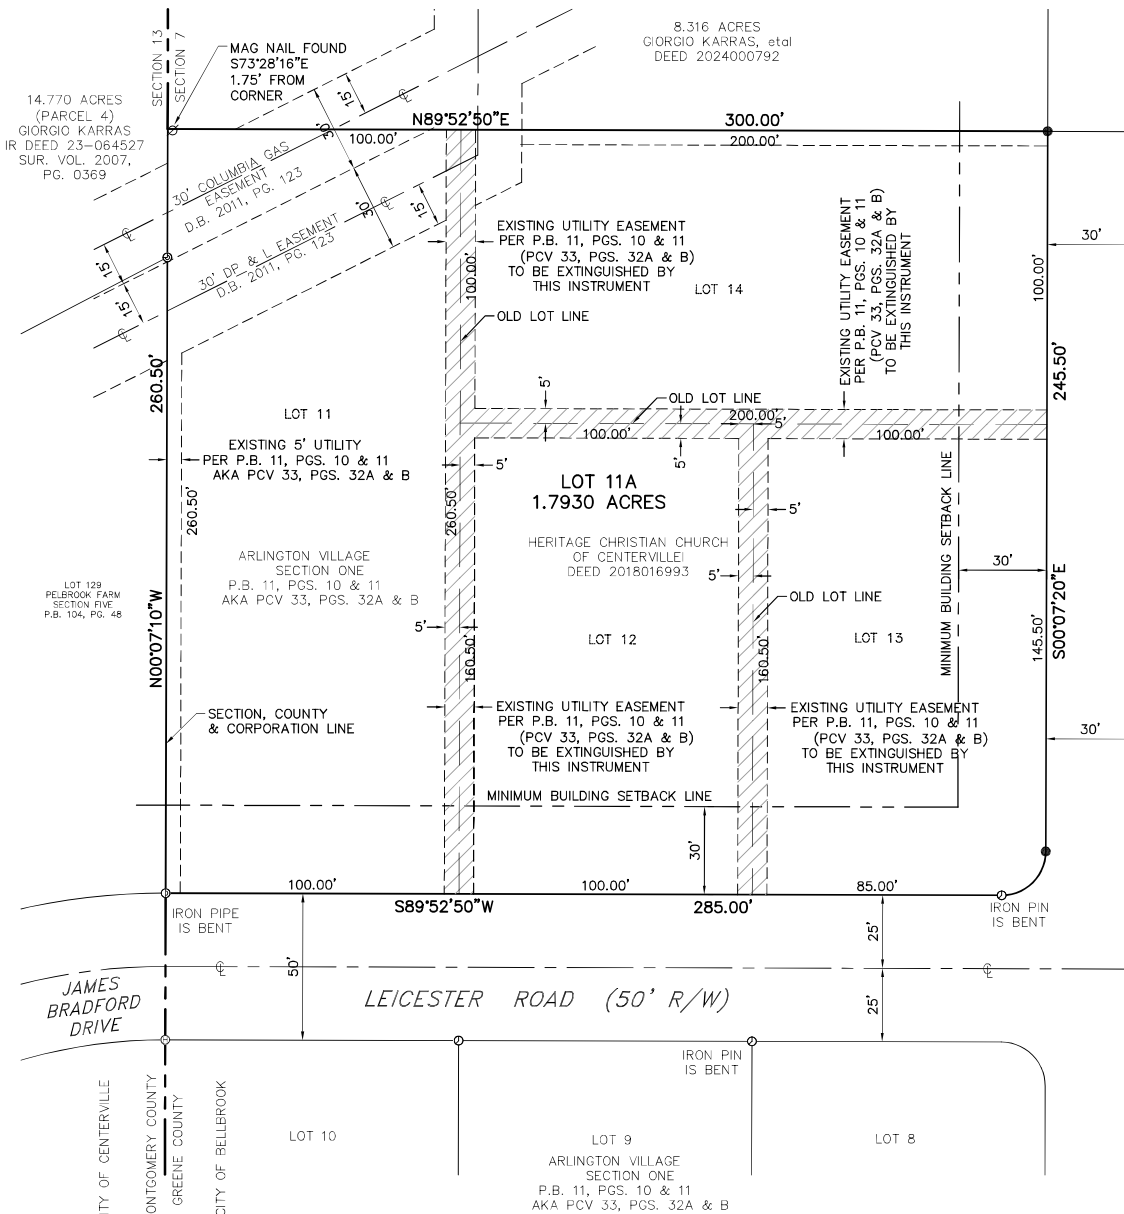 SECTION 13
SECTION 7
MAG NAIL FOUND
S73°28'16"E
1.75' FROM
CORNER
8.316 ACRES
GIORGIO KARRAS, etal
DEED 2024000792
14.770 ACRES
(PARCEL 4)
GIORGIO KARRAS
IR DEED 23-064527
SUR. VOL. 2007,
PG. 0369
15'
℄
30'
100.00'
N89°52'50"E
300.00'
200.00'
30' COLUMBIA GAS
EASEMENT
D.B. 2011, PG. 123
30' DP & L EASEMENT
D.B. 2011, PG. 123
30'
15'
℄
℄
15'
15'
℄
EXISTING UTILITY EASEMENT
PER P.B. 11, PGS. 10 & 11
(PCV 33, PGS. 32A & B)
TO BE EXTINGUISHED BY
THIS INSTRUMENT
100.00'
LOT 14
OLD LOT LINE
EXISTING UTILITY EASEMENT
PER P.B. 11, PGS. 10 & 11
(PCV 33, PGS. 32A & B)
TO BE EXTINGUISHED BY
THIS INSTRUMENT
30'
100.00'
245.50'
260.50'
5'
OLD LOT LINE
200.00'
5'
100.00'
100.00'
5'
LOT 11
EXISTING 5' UTILITY
PER P.B. 11, PGS. 10 & 11
AKA PCV 33, PGS. 32A & B
5'
260.50'
260.50'
LOT 11A
1.7930 ACRES
5'
MINIMUM BUILDING SETBACK LINE
HERITAGE CHRISTIAN CHURCH
OF CENTERVILLEI
DEED 2018016993
ARLINGTON VILLAGE
SECTION ONE
P.B. 11, PGS. 10 & 11
AKA PCV 33, PGS. 32A & B
LOT 129
PELBROOK FARM
SECTION FIVE
P.B. 104, PG. 48
5'
30'
OLD LOT LINE
5'
LOT 12
LOT 13
N00°07'10"W
160.50'
160.50'
145.50'
S00°07'20"E
SECTION, COUNTY
& CORPORATION LINE
EXISTING UTILITY EASEMENT
PER P.B. 11, PGS. 10 & 11
(PCV 33, PGS. 32A & B)
TO BE EXTINGUISHED BY
THIS INSTRUMENT
EXISTING UTILITY EASEMENT
PER P.B. 11, PGS. 10 & 11
(PCV 33, PGS. 32A & B)
TO BE EXTINGUISHED BY
THIS INSTRUMENT
30'
MINIMUM BUILDING SETBACK LINE
30'
100.00'
100.00'
85.00'
S89°52'50"W
285.00'
IRON PIPE
IS BENT
IRON PIN
IS BENT
25'
50'
℄
℄
JAMES
BRADFORD
DRIVE
LEICESTER ROAD (50' R/W)
25'
IRON PIN
IS BENT
ITY OF CENTERVILLE
ONTGOMERY COUNTY
GREENE COUNTY
CITY OF BELLBROOK
LOT 10
LOT 9
LOT 8
ARLINGTON VILLAGE
SECTION ONE
P.B. 11, PGS. 10 & 11
AKA PCV 33, PGS. 32A & B